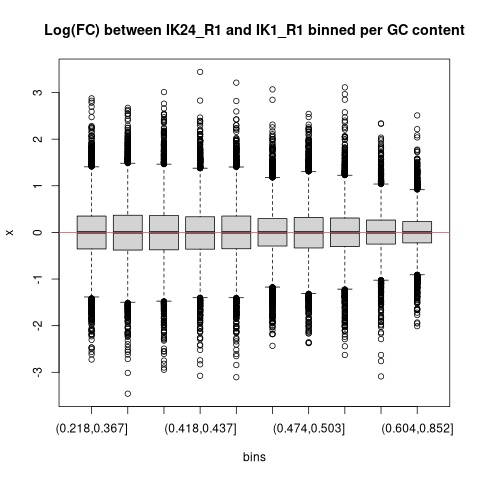 Log(FC) between IK24_R1 and IK1_R1 binned per GC content
x
3
2
1
0
-1
-2
-3
(0.218,0.367] (0.418,0.437] (0.474,0.503] (0.604,0.852]
bins